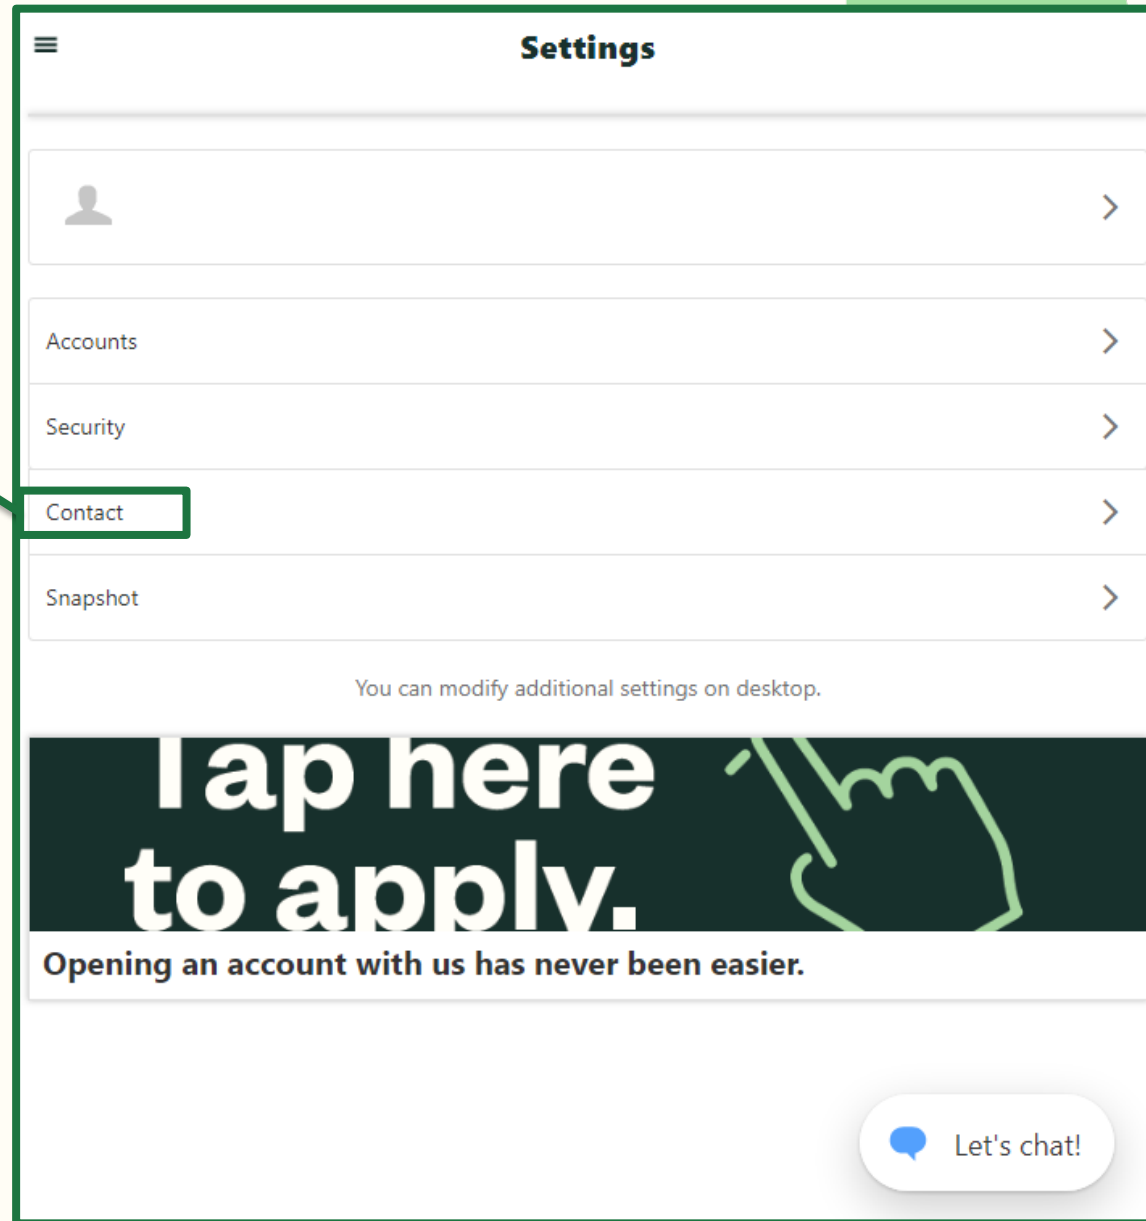 Settings
Accounts
Security
Contact
Snapshot
You can modify additional settings on desktop.
Tap here
to apply.
Opening an account with us has never been easier.
Let's chat!